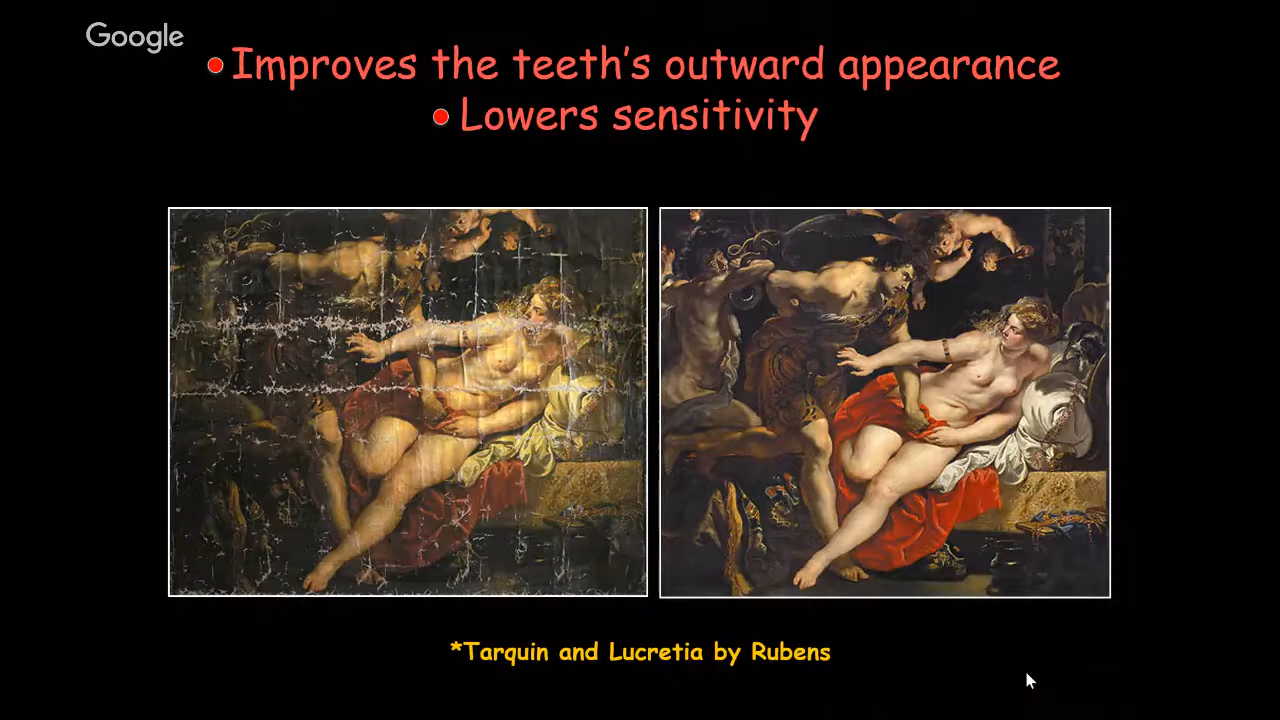 Google
• Improves the teeth's outward appearance
• Lowers sensitivity
*Tarquin and Lucretia by Rubens